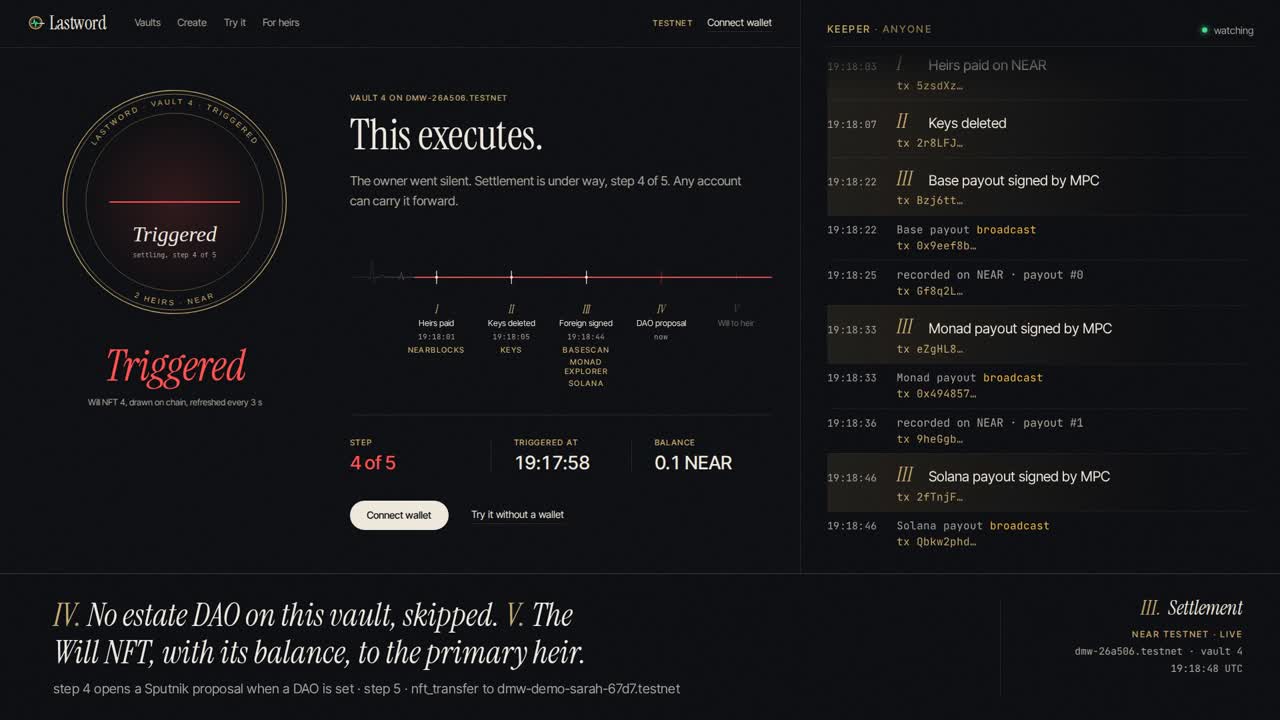 Lastword
Vaults
Create
Try it
For heirs
TESTNET
Connect wallet
LASTWORD · VAULT 4 · TRIGGERED
Triggered
settling, step 4 of 5
2 HEIRS · NEAR
Triggered
Will NFT 4, drawn on chain, refreshed every 3 s
VAULT 4 ON DMW-26A506.TESTNET
This executes.
The owner went silent. Settlement is under way, step 4 of 5. Any account
can carry it forward.
I
Heirs paid
19:18:01
NEARBLOCKS
II
Keys deleted
19:18:05
KEYS
III
Foreign signed
19:18:44
BASESCAN
MONAD
EXPLORER
SOLANA
IV
DAO proposal
now
V
Will to heir
STEP
4 of 5
TRIGGERED AT
19:17:58
BALANCE
0.1 NEAR
Connect wallet
Try it without a wallet
KEEPER · ANYONE
watching
19:18:03 I Heirs paid on NEAR
tx 5zsdXz…
19:18:07 II Keys deleted
tx 2r8LFJ…
19:18:22 III Base payout signed by MPC
tx Bzj6tt…
19:18:22 Base payout broadcast
tx 0x9eef8b…
19:18:25 recorded on NEAR · payout #0
tx Gf8q2L…
19:18:33 III Monad payout signed by MPC
tx eZgHL8…
19:18:33 Monad payout broadcast
tx 0x494857…
19:18:36 recorded on NEAR · payout #1
tx 9heGgb…
19:18:46 III Solana payout signed by MPC
tx 2fTnjF…
19:18:46 Solana payout broadcast
tx Qbkw2phd…
IV. No estate DAO on this vault, skipped. V. The
Will NFT, with its balance, to the primary heir.
step 4 opens a Sputnik proposal when a DAO is set · step 5 · nft_transfer to dmw-demo-sarah-67d7.testnet
III. Settlement
NEAR TESTNET · LIVE
dmw-26a506.testnet · vault 4
19:18:48 UTC